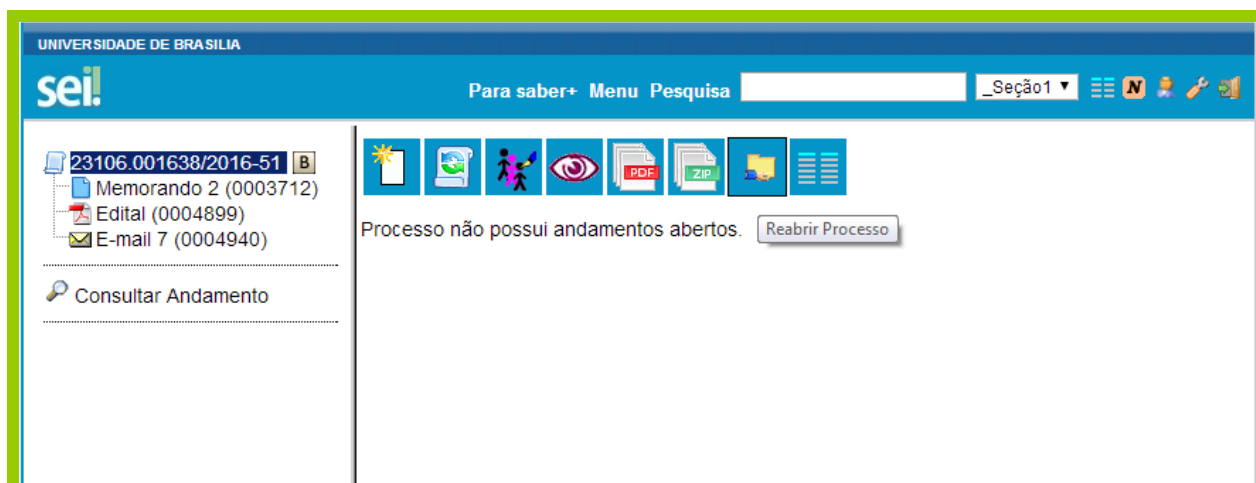 UNIVERSIDADE DE BRASILIA
sei!
Para saber+ Menu Pesquisa
_Seção1
N
23106.001638/2016-51 B
Memorando 2 (0003712)
Edital (0004899)
E-mail 7 (0004940)
Consultar Andamento
PDF
ZIP
Processo não possui andamentos abertos.
Reabrir Processo